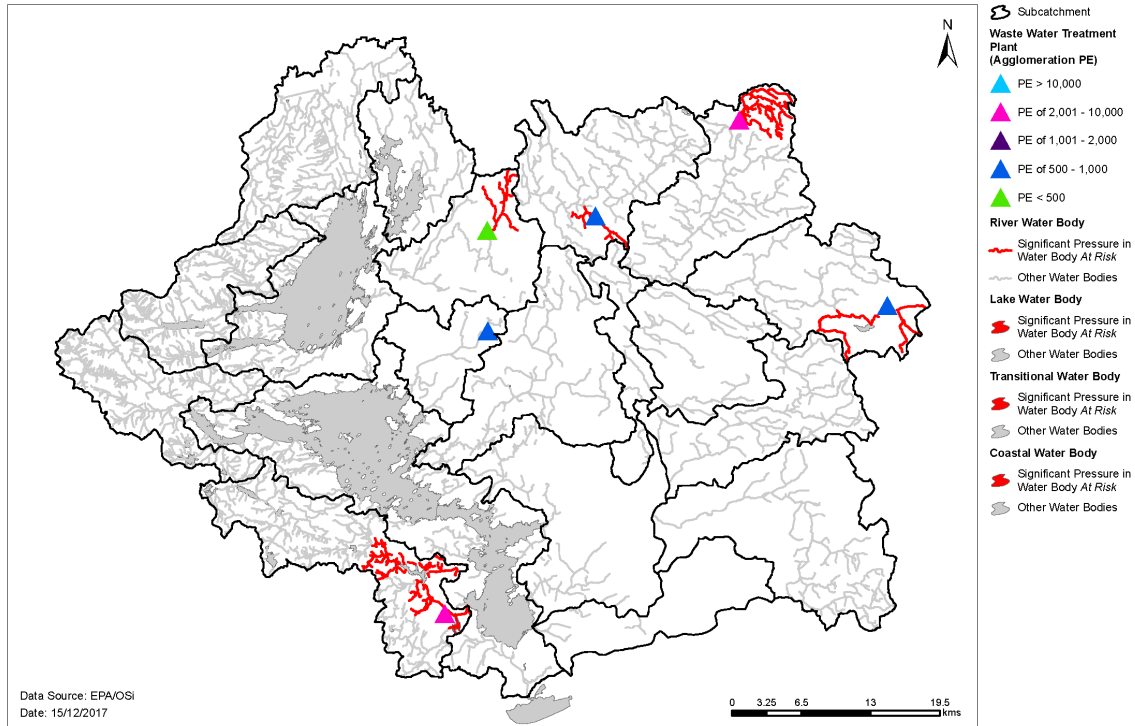 N
Subcatchment
Waste Water Treatment
Plant
(Agglomeration PE)
PE > 10,000
PE of 2,001 - 10,000
PE of 1,001 - 2,000
PE of 500 - 1,000
PE < 500
River Water Body
Significant Pressure in
Water Body At Risk
Other Water Bodies
Lake Water Body
Significant Pressure in
Water Body At Risk
Other Water Bodies
Transitional Water Body
Significant Pressure in
Water Body At Risk
Other Water Bodies
Coastal Water Body
Significant Pressure in
Water Body At Risk
Other Water Bodies
Data Source: EPA/OSi
Date: 15/12/2017
0 3.25 6.5 13 19.5
kms